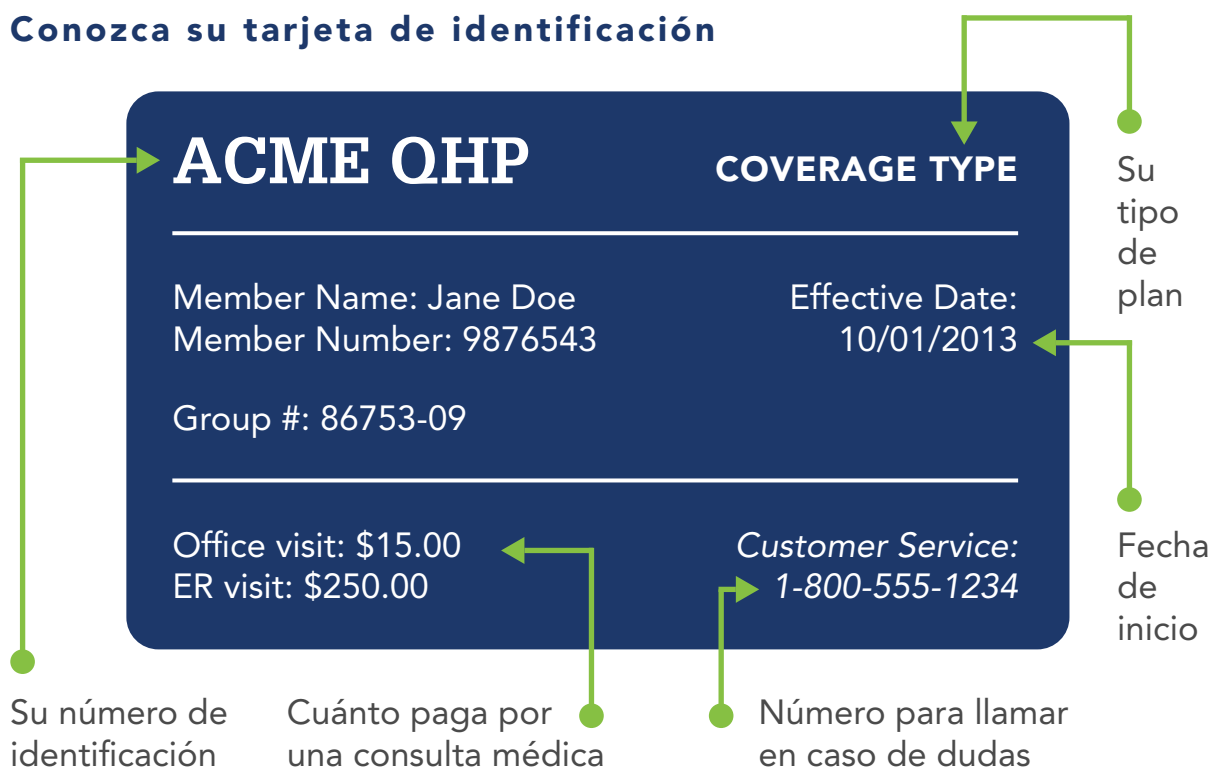 Conozca su tarjeta de identificación
ACME QHP
COVERAGE TYPE
Su
tipo
de
plan
Member Name: Jane Doe
Member Number: 9876543
Effective Date:
10/01/2013
Group #: 86753-09
Office visit: $15.00
ER visit: $250.00
Customer Service:
1-800-555-1234
Fecha
de
inicio
Su número de
identificación
Cuánto paga por
una consulta médica
Número para llamar
en caso de dudas